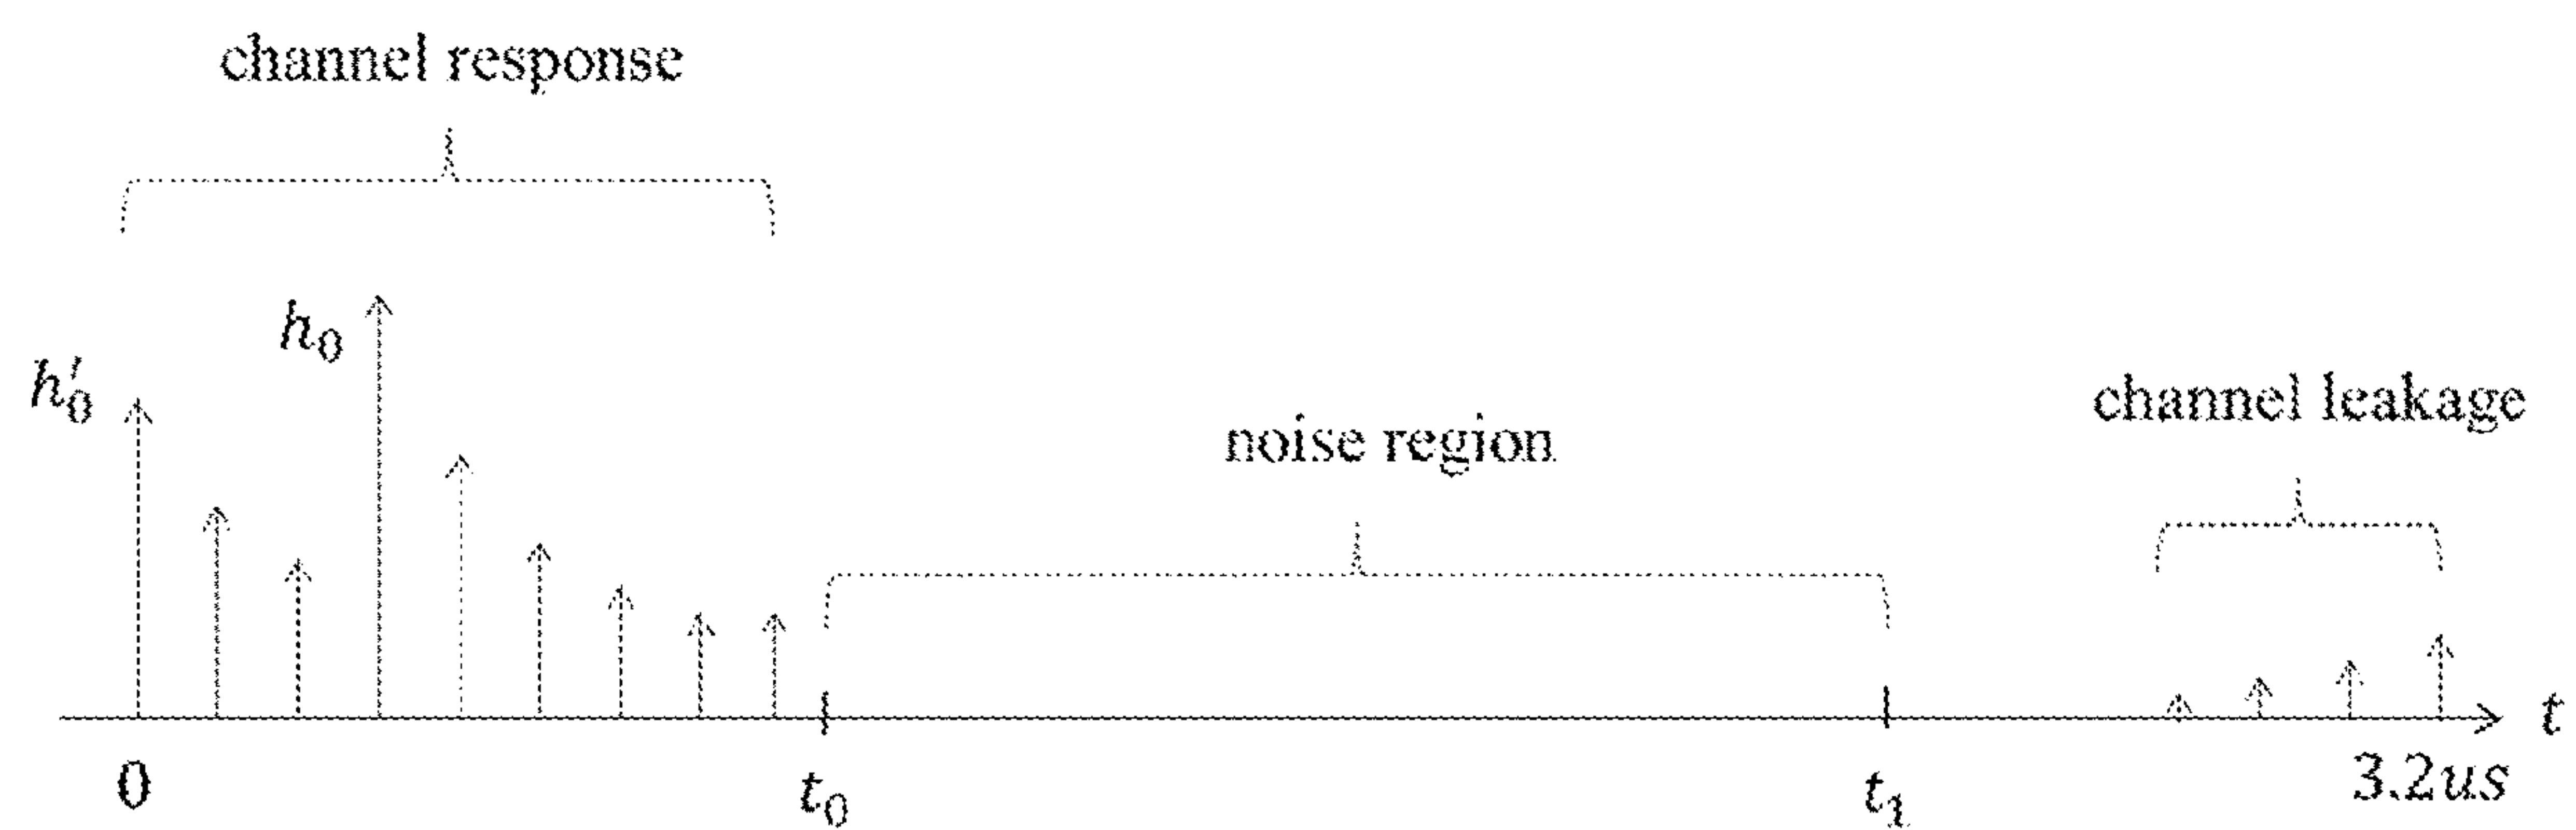 channel response
h₀
h′₀
channel leakage
noise region
t
0
t₀
t₁
3.2us